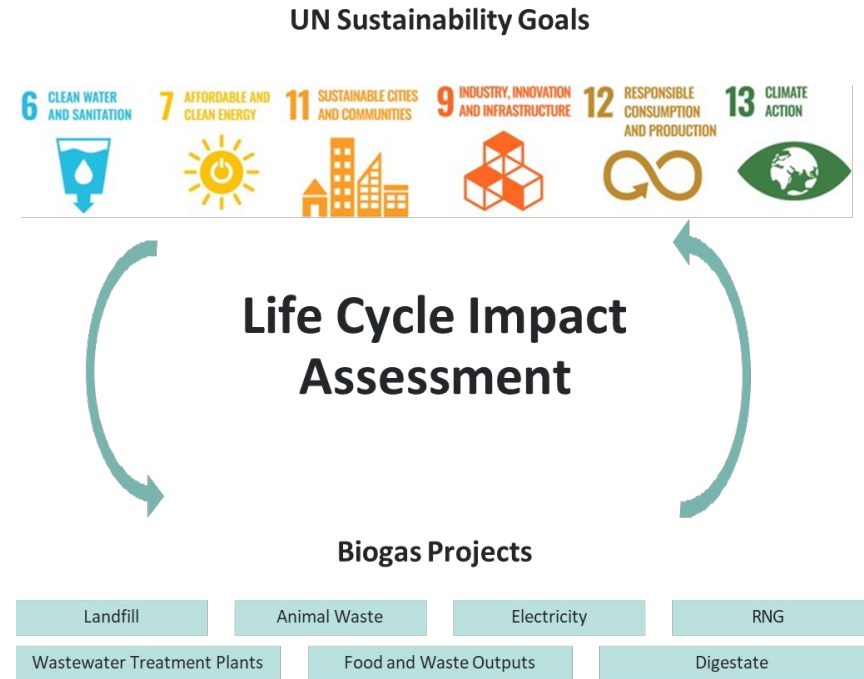 UN Sustainability Goals
6 CLEAN WATER
AND SANITATION
7 AFFORDABLE AND
CLEAN ENERGY
11 SUSTAINABLE CITIES
AND COMMUNITIES
9 INDUSTRY, INNOVATION
AND INFRASTRUCTURE
12 RESPONSIBLE
CONSUMPTION
AND PRODUCTION
13 CLIMATE
ACTION
Life Cycle Impact
Assessment
Biogas Projects
Landfill
Animal Waste
Electricity
RNG
Wastewater Treatment Plants
Food and Waste Outputs
Digestate